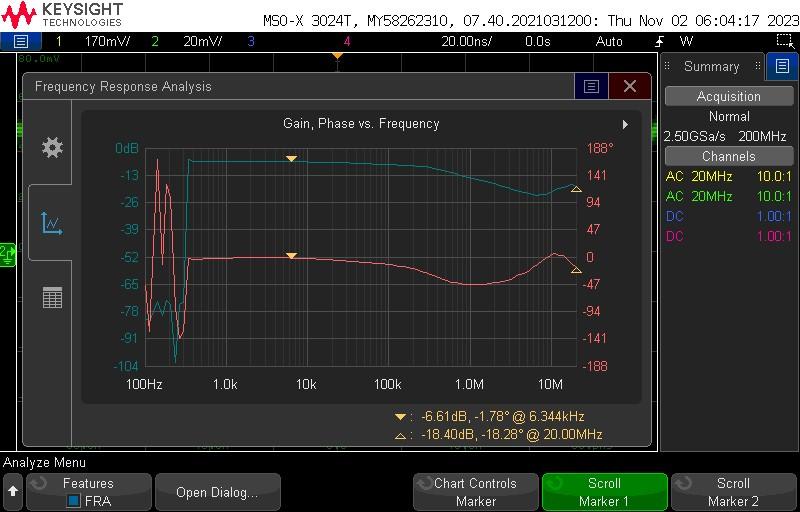 KEYSIGHT
TECHNOLOGIES
MSO-X 3024T, MY58262310, 07.40.2021031200: Thu Nov 02 06:04:17 2023
1 170mV/ 2 20mV/ 3 4 20.00ns/ 0.0s Auto W
80.0mV
Summary
Frequency Response Analysis
Acquisition
Normal
2.50GSa/s 200MHz
Channels
AC 20MHz 10.0:1
AC 20MHz 10.0:1
DC 1.00:1
DC 1.00:1
Gain, Phase vs. Frequency
0dB 188°
-13 141
-26 94
-39 47
-52 0
-65 -47
-78 -94
-91 -141
-104 -188
100Hz 1.0k 10k 100k 1.0M 10M
2
: -6.61dB, -1.78° @ 6.344kHz
: -18.40dB, -18.28° @ 20.00MHz
Analyze Menu
Features
FRA
Open Dialog...
Chart Controls
Marker
Scroll
Marker 1
Scroll
Marker 2